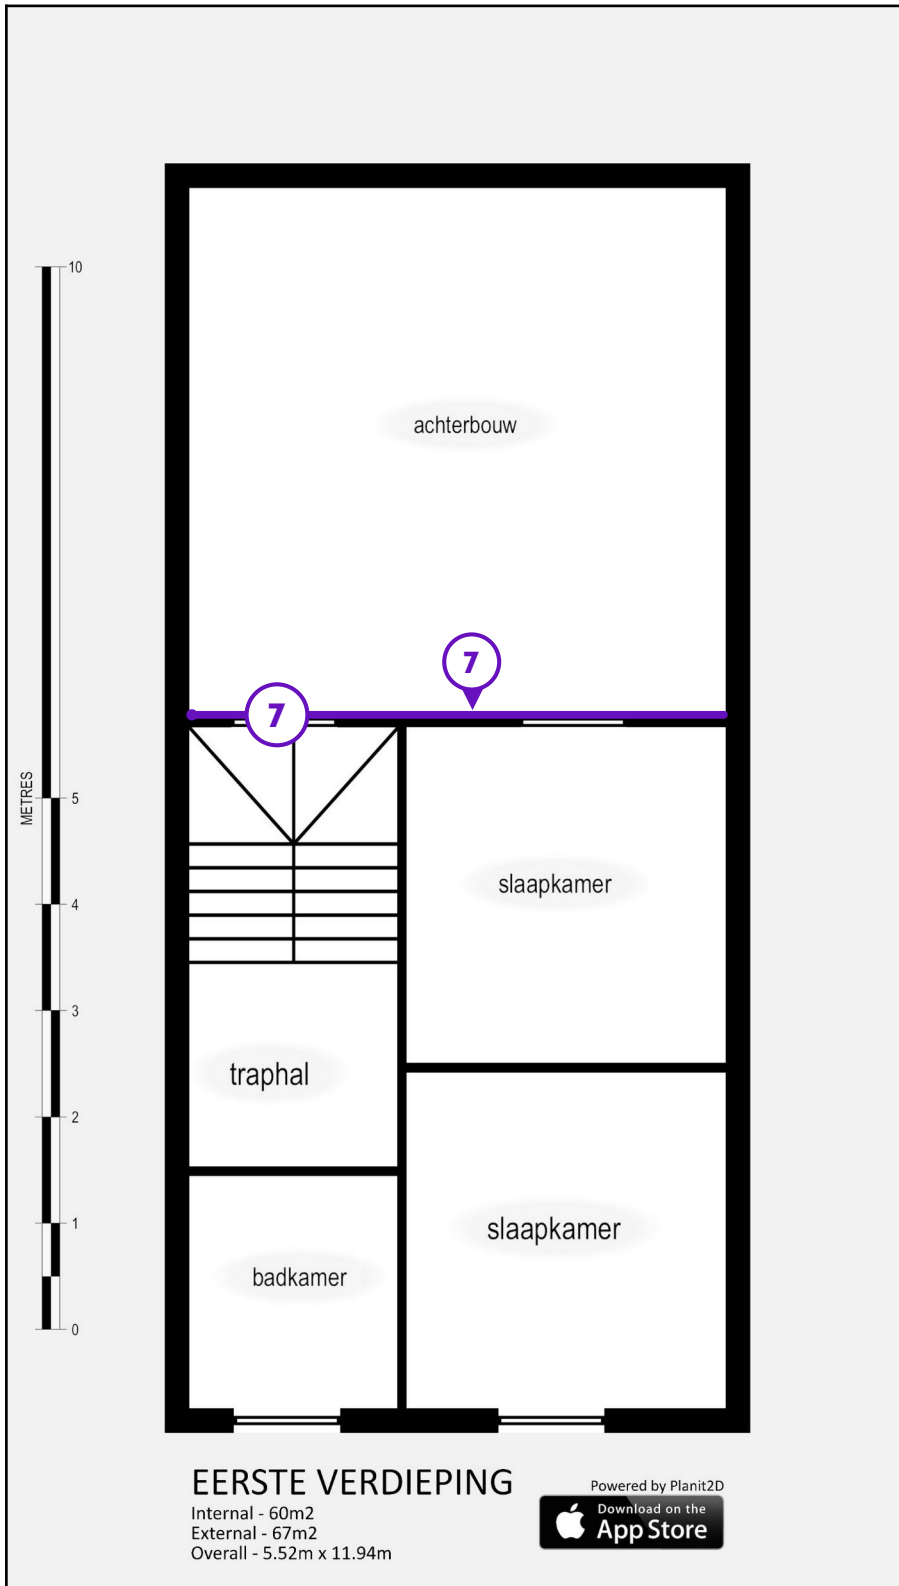 10
achterbouw
7
7
METRES
5
slaapkamer
4
3
traphal
2
1
slaapkamer
badkamer
0
EERSTE VERDIEPING
Internal - 60m2
External - 67m2
Overall - 5.52m x 11.94m
Powered by Planit2D
Download on the
App Store